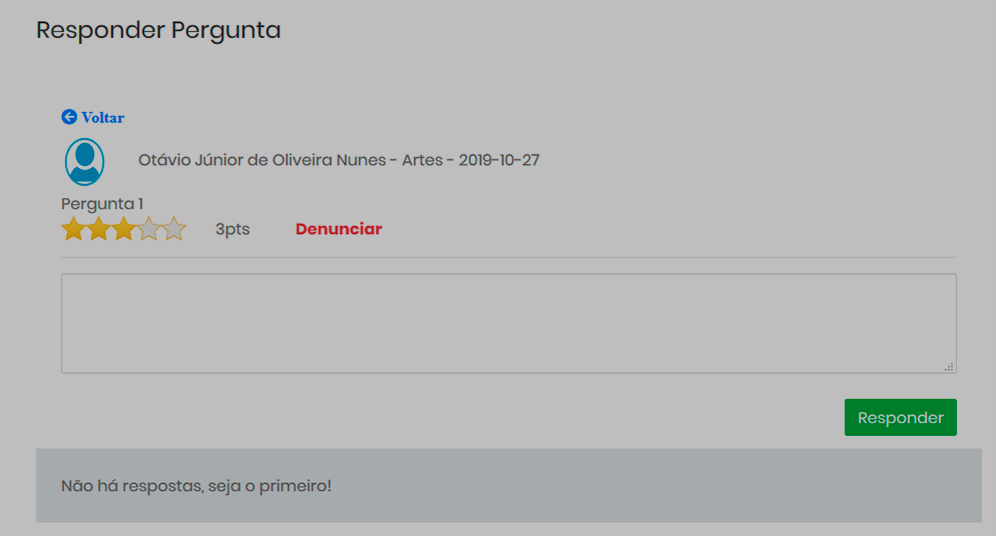 Responder Pergunta
Voltar
Otávio Júnior de Oliveira Nunes - Artes - 2019-10-27
Pergunta 1
3pts Denunciar
Responder
Não há respostas, seja o primeiro!